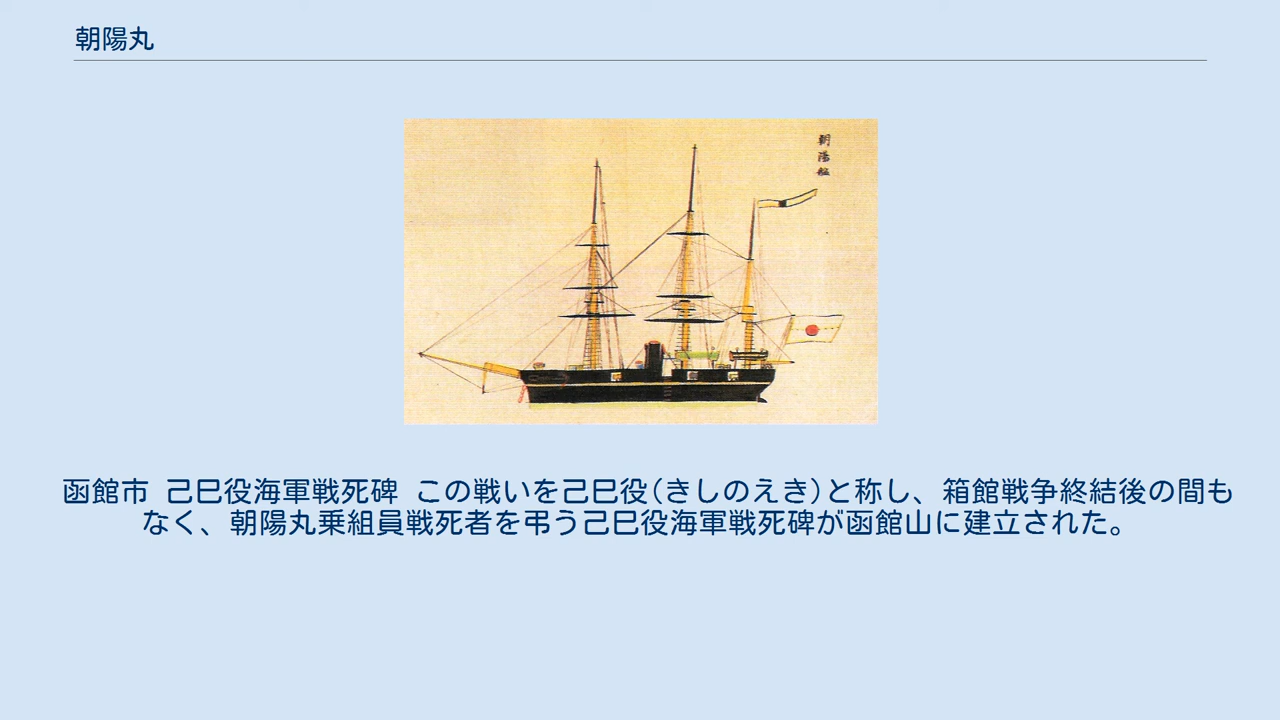 朝陽丸
朝陽艦
函館市 己巳役海軍戦死碑 この戦いを己巳役(きしのえき)と称し、箱館戦争終結後の間も
なく、朝陽丸乗組員戦死者を弔う己巳役海軍戦死碑が函館山に建立された。